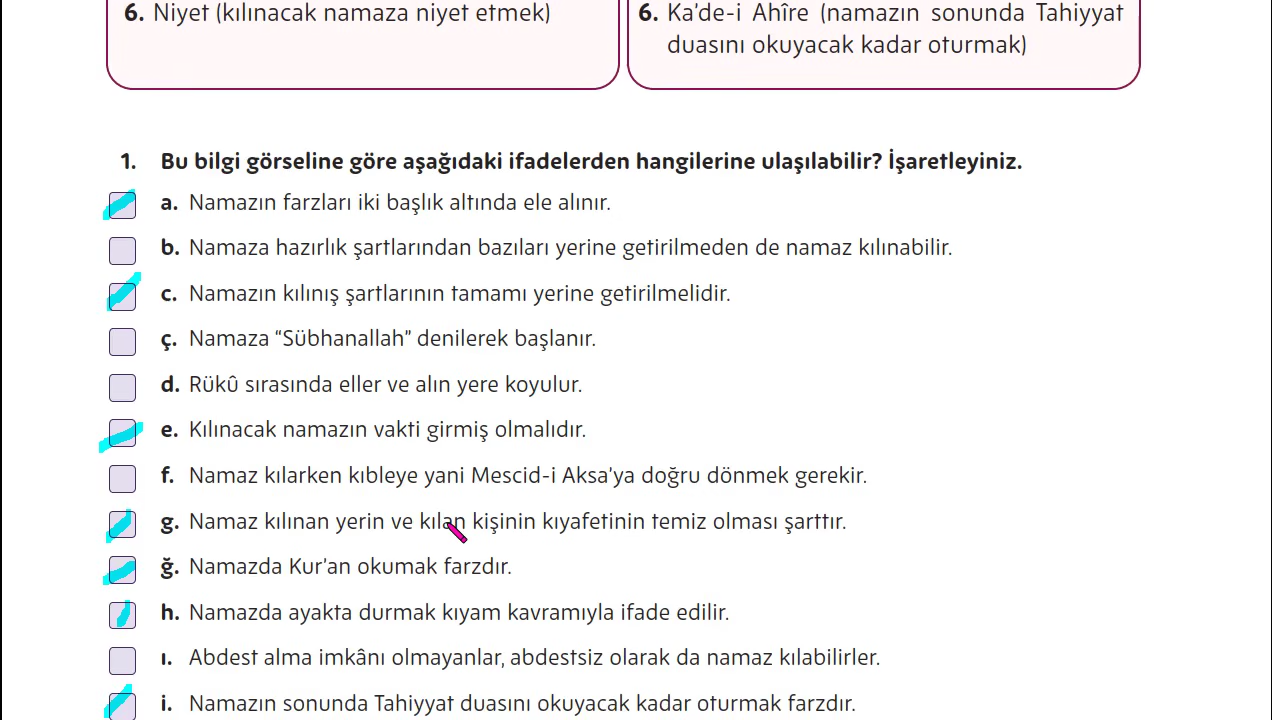 6. Niyet (kılınacak namaza niyet etmek)
6. Ka'de-i Ahîre (namazın sonunda Tahiyyat
duasını okuyacak kadar oturmak)
1. Bu bilgi görseline göre aşağıdaki ifadelerden hangilerine ulaşılabilir? İşaretleyiniz.
a. Namazın farzları iki başlık altında ele alınır.
b. Namaza hazırlık şartlarından bazıları yerine getirilmeden de namaz kılınabilir.
c. Namazın kılınış şartlarının tamamı yerine getirilmelidir.
ç. Namaza “Sübhanallah” denilerek başlanır.
d. Rükû sırasında eller ve alın yere koyulur.
e. Kılınacak namazın vakti girmiş olmalıdır.
f. Namaz kılarken kıbleye yani Mescid-i Aksa'ya doğru dönmek gerekir.
g. Namaz kılınan yerin ve kılan kişinin kıyafetinin temiz olması şarttır.
ğ. Namazda Kur'an okumak farzdır.
h. Namazda ayakta durmak kıyam kavramıyla ifade edilir.
ı. Abdest alma imkânı olmayanlar, abdestsiz olarak da namaz kılabilirler.
i. Namazın sonunda Tahiyyat duasını okuyacak kadar oturmak farzdır.